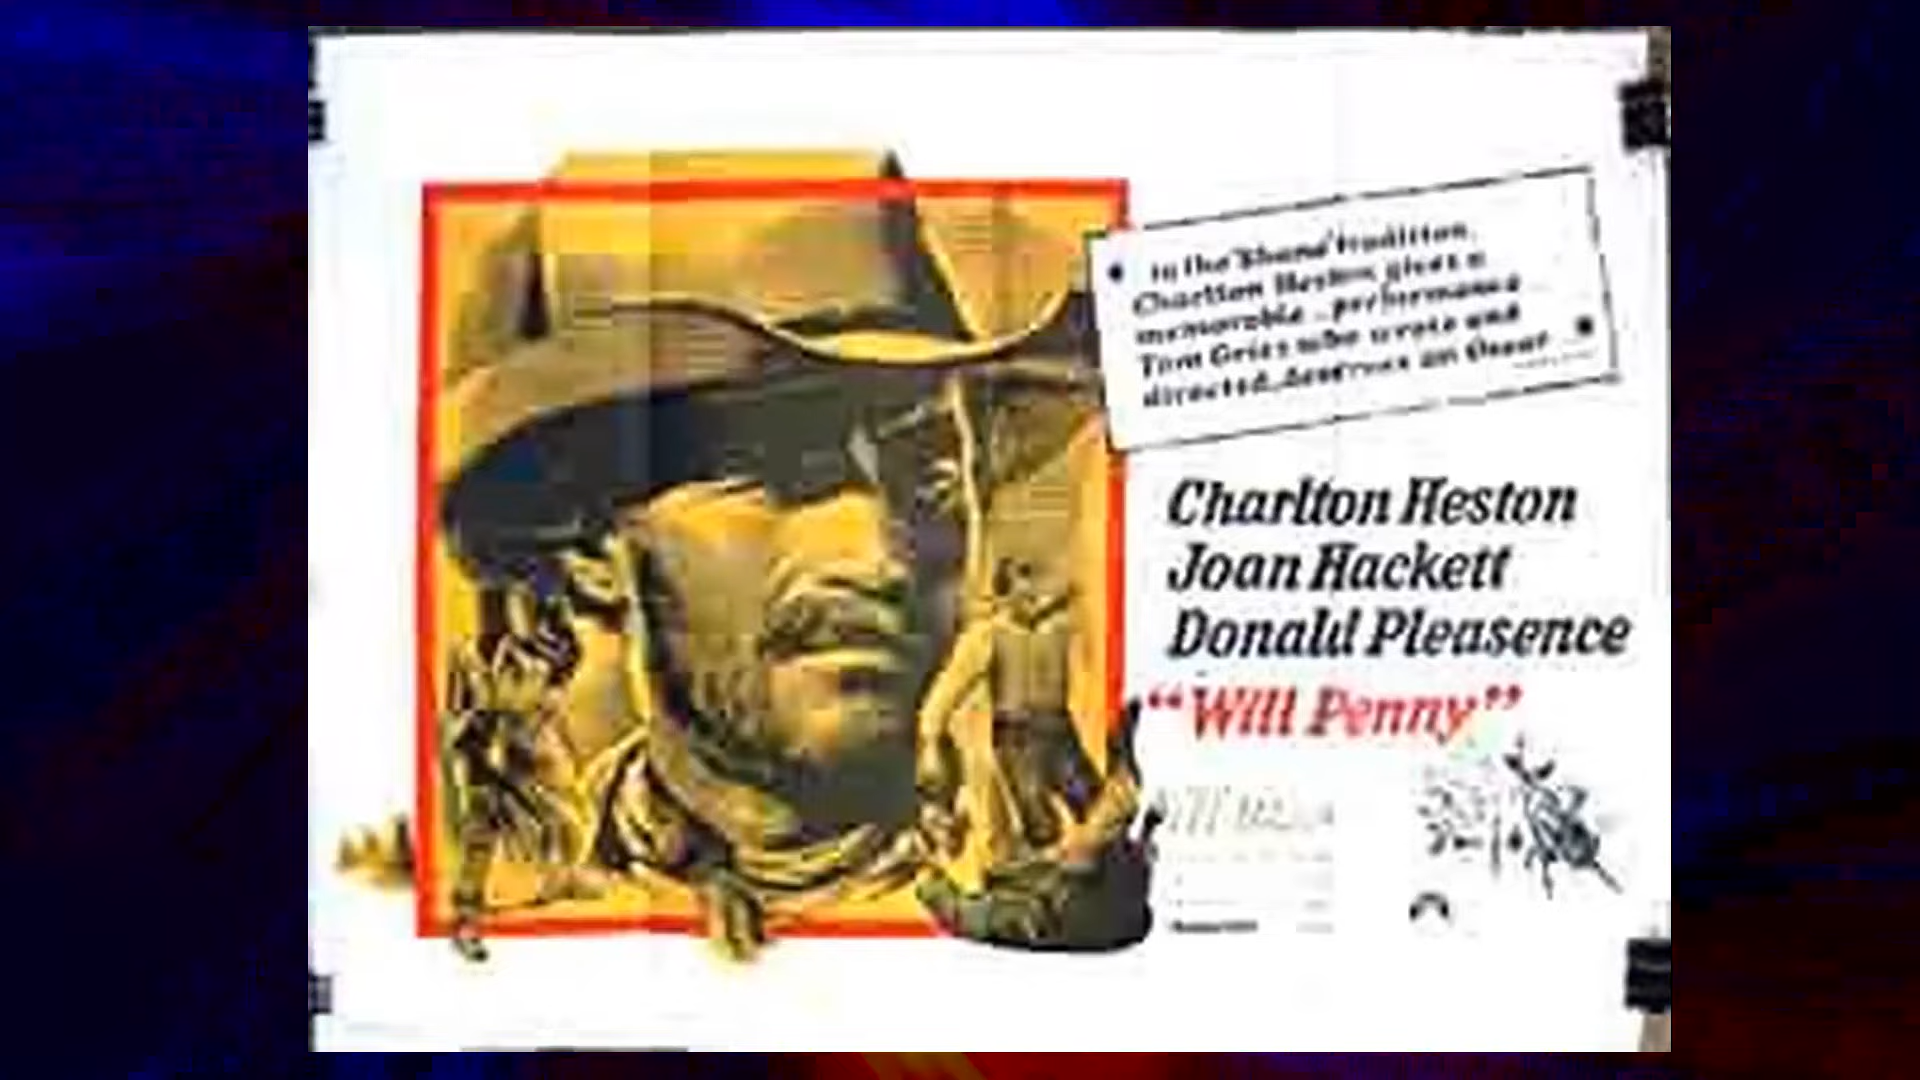 In the 'Shane' tradition,
Charlton Heston gives a
memorable performance
Tom Gries who wrote and
directed, deserves an Oscar
Charlton Heston
Joan Hackett
Donald Pleasence
"Will Penny"